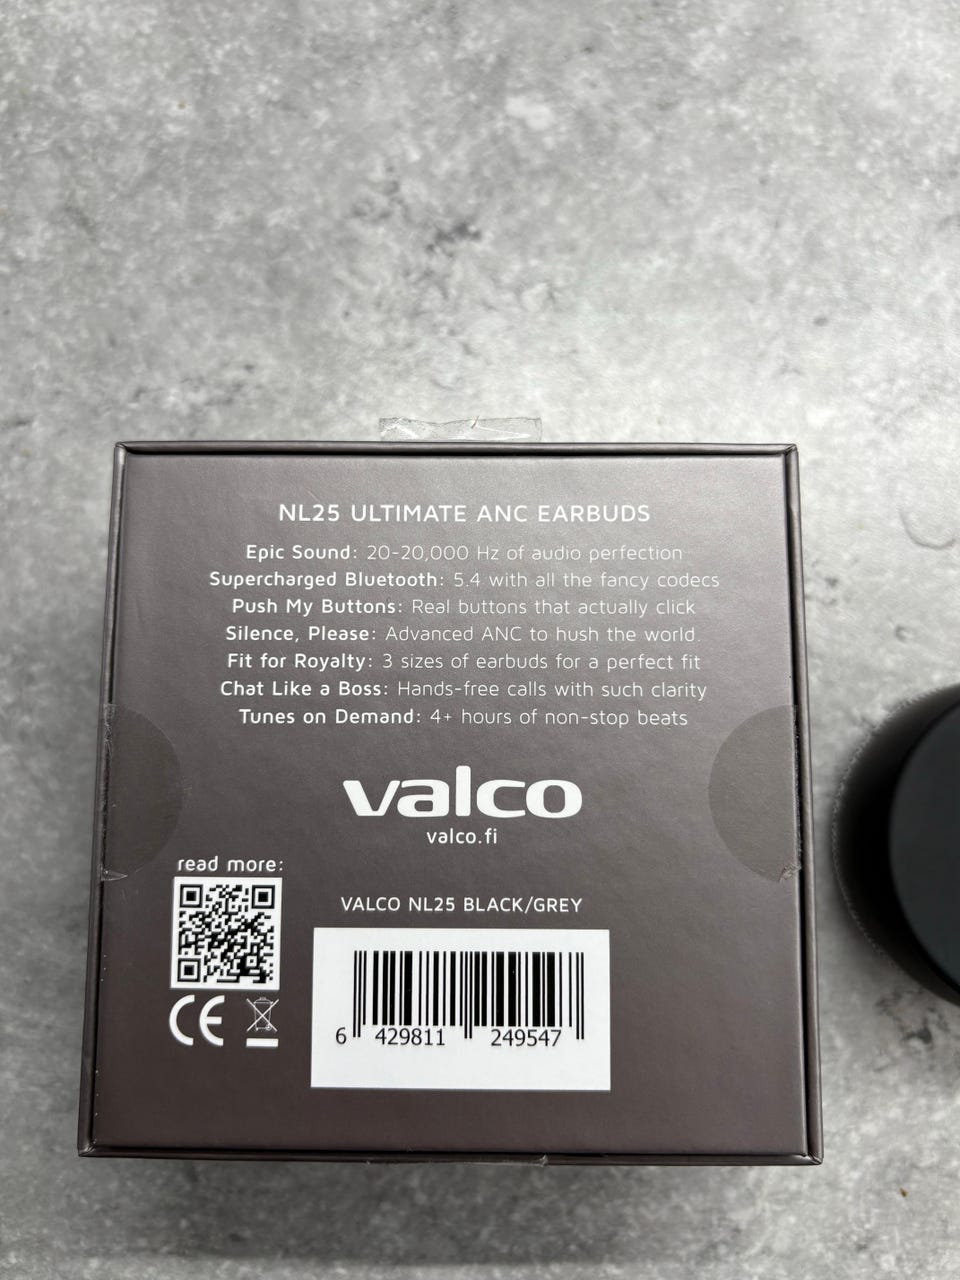 NL25 ULTIMATE ANC EARBUDS
Epic Sound: 20-20,000 Hz of audio perfection
Supercharged Bluetooth: 5.4 with all the fancy codecs
Push My Buttons: Real buttons that actually click
Silence, Please: Advanced ANC to hush the world.
Fit for Royalty: 3 sizes of earbuds for a perfect fit
Chat Like a Boss: Hands-free calls with such clarity
Tunes on Demand: 4+ hours of non-stop beats
valco
valco.fi
read more:
VALCO NL25 BLACK/GREY
CE
6 429811 249547